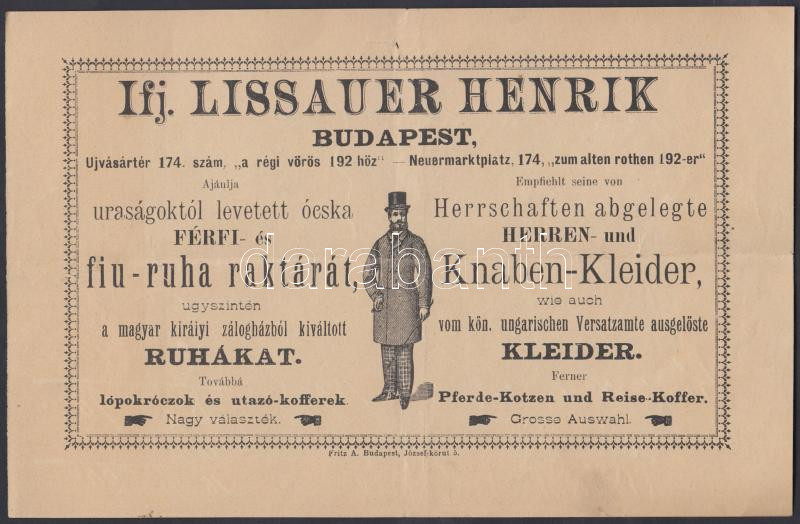 Ifj. LISSAUER HENRIK
BUDAPEST,
Ujvásártér 174. szám, „a régi vörös 192 höz" — Neuermarktplatz, 174, „zum alten rothen 192-er"
Ajáulja
uraságoktól levetett ócska
FÉRFI- és
fiu-ruha raktárát,
ugyszintén
a magyar kiráiyi zálogházból kiváltott
RUHÁKAT.
Továbbá
lópokróczok és utazó-kofferek.
Nagy választék.
Empfiehlt seine von
Herrschaften abgelegte
HERREN- und
Knaben-Kleider,
wie auch
vom kön. ungarischen Versatzamte ausgelöste
KLEIDER.
Ferner
Pferde-Kotzen und Reise-Koffer.
Grosse Auswahl.
Fritz A. Budapest, József-körut 5.
darabanth